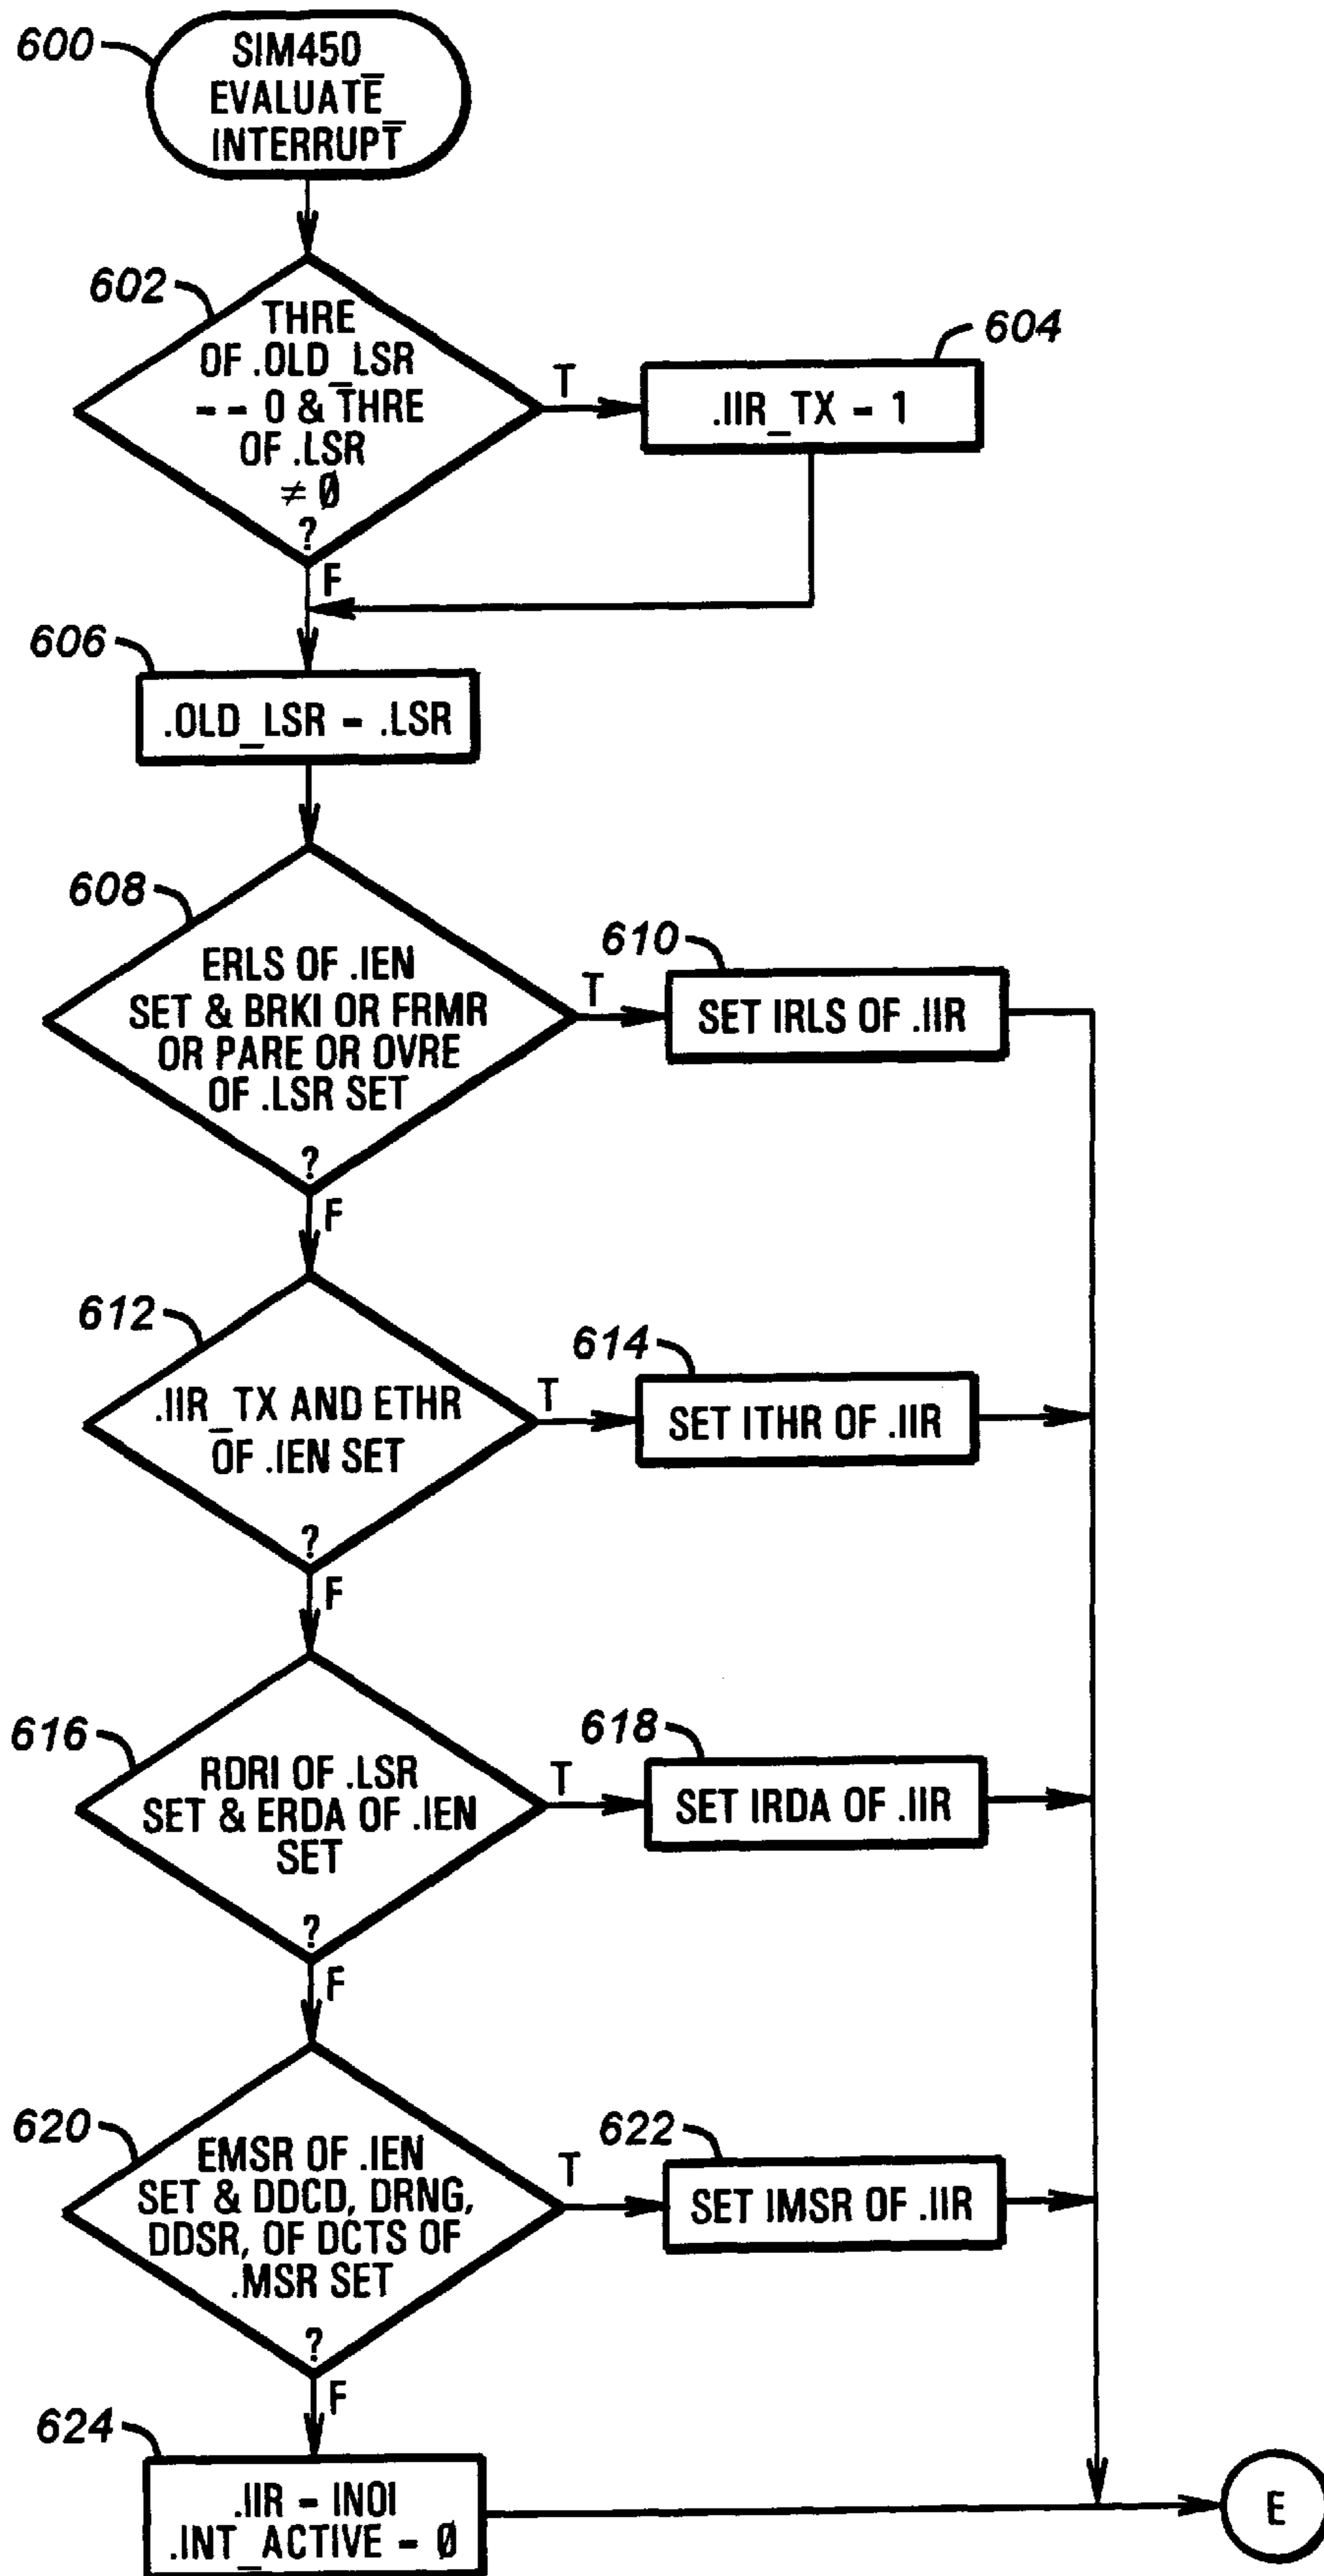 600
SIM450
EVALUATE_
INTERRUPT
602
THRE
OF .OLD_LSR
-- 0 & THRE
OF .LSR
≠ Ø
?
T
604
.IIR_TX - 1
F
606
.OLD_LSR - .LSR
608
ERLS OF .IEN
SET & BRKI OR FRMR
OR PARE OR OVRE
OF .LSR SET
?
T
610
SET IRLS OF .IIR
F
612
.IIR_TX AND ETHR
OF .IEN SET
?
T
614
SET ITHR OF .IIR
F
616
RDRI OF .LSR
SET & ERDA OF .IEN
SET
?
T
618
SET IRDA OF .IIR
F
620
EMSR OF .IEN
SET & DDCD, DRNG,
DDSR, OF DCTS OF
.MSR SET
?
T
622
SET IMSR OF .IIR
F
624
.IIR - INOI
.INT_ACTIVE - Ø
E